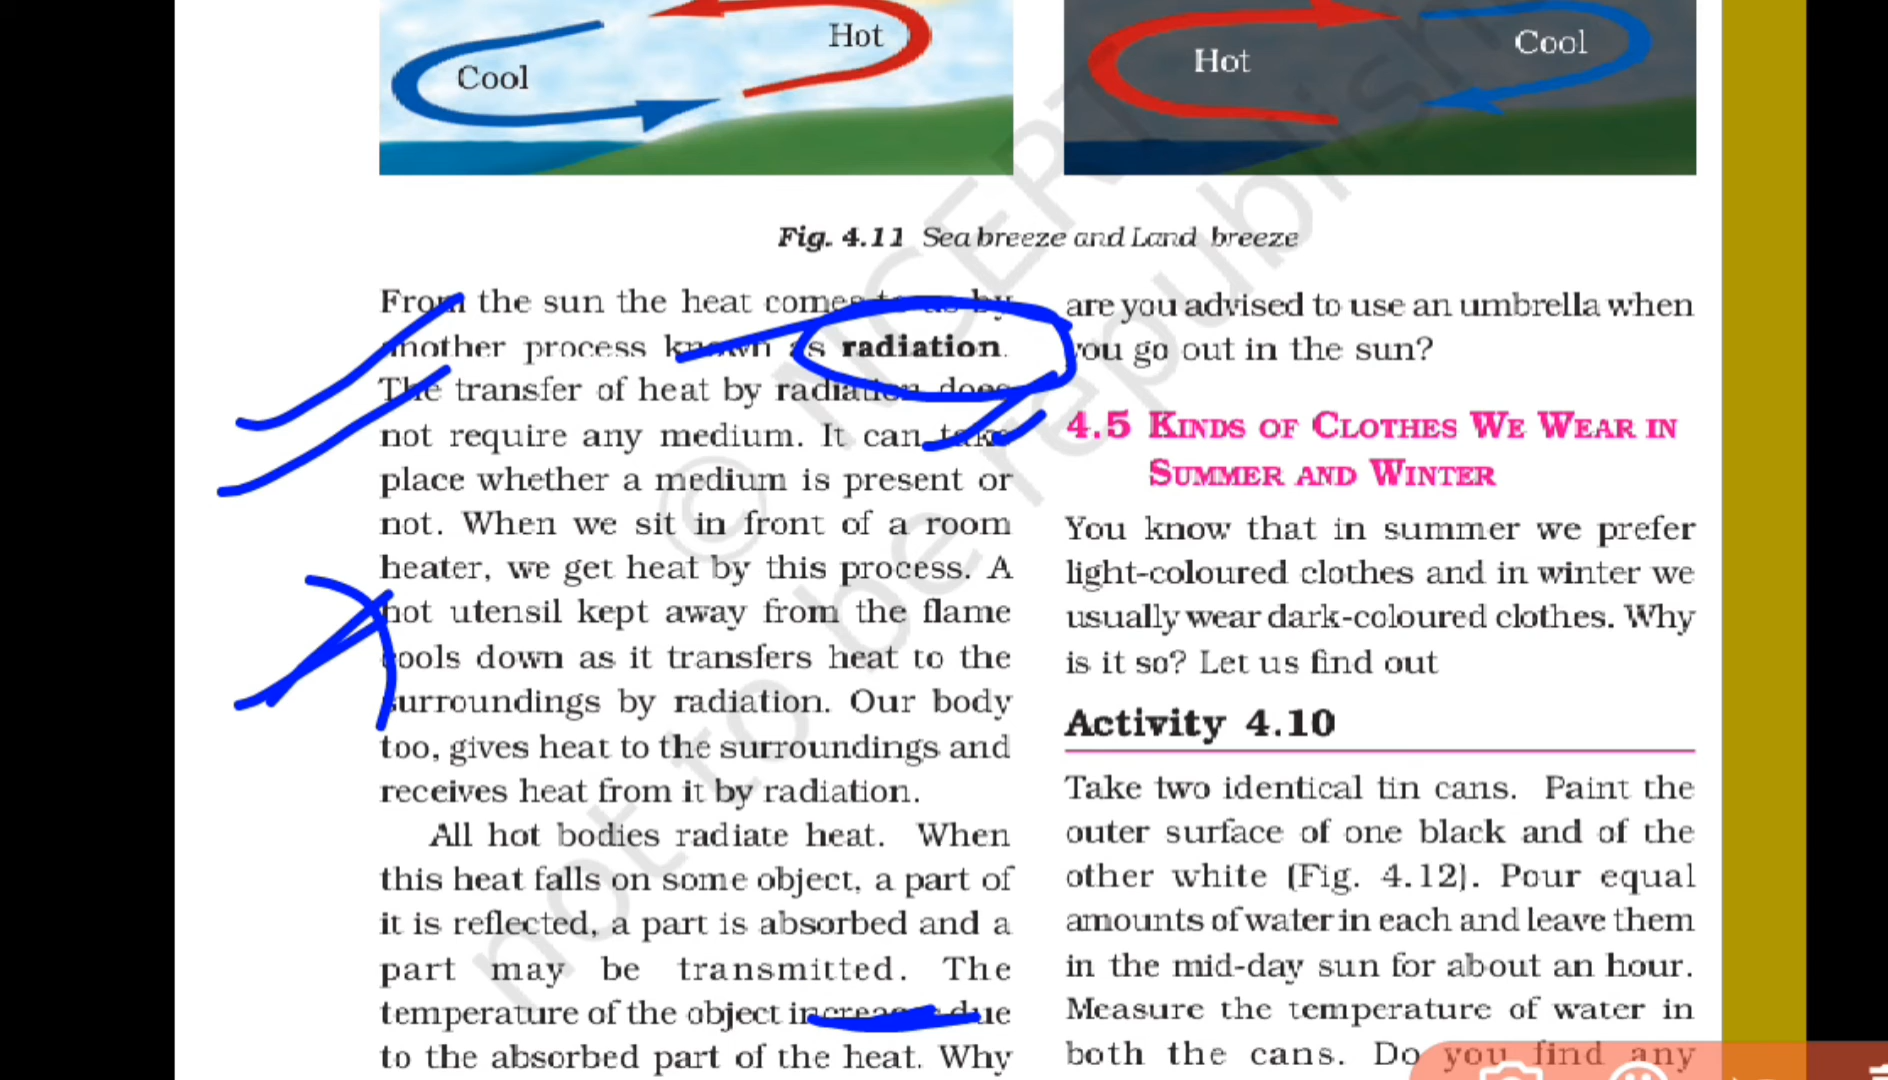 Hot
Cool
Hot
Cool
Fig. 4.11 Sea breeze and Land breeze
From the sun the heat comes to us by
another process known as radiation.
The transfer of heat by radiation does
not require any medium. It can take
place whether a medium is present or
not. When we sit in front of a room
heater, we get heat by this process. A
hot utensil kept away from the flame
cools down as it transfers heat to the
surroundings by radiation. Our body
too, gives heat to the surroundings and
receives heat from it by radiation.
All hot bodies radiate heat. When
this heat falls on some object, a part of
it is reflected, a part is absorbed and a
part may be transmitted. The
temperature of the object increases due
to the absorbed part of the heat. Why
are you advised to use an umbrella when
you go out in the sun?
4.5 KINDS OF CLOTHES WE WEAR IN
SUMMER AND WINTER
You know that in summer we prefer
light-coloured clothes and in winter we
usually wear dark-coloured clothes. Why
is it so? Let us find out
Activity 4.10
Take two identical tin cans. Paint the
outer surface of one black and of the
other white (Fig. 4.12). Pour equal
amounts of water in each and leave them
in the mid-day sun for about an hour.
Measure the temperature of water in
both the cans. Do you find any
© NCERT
not to be republish